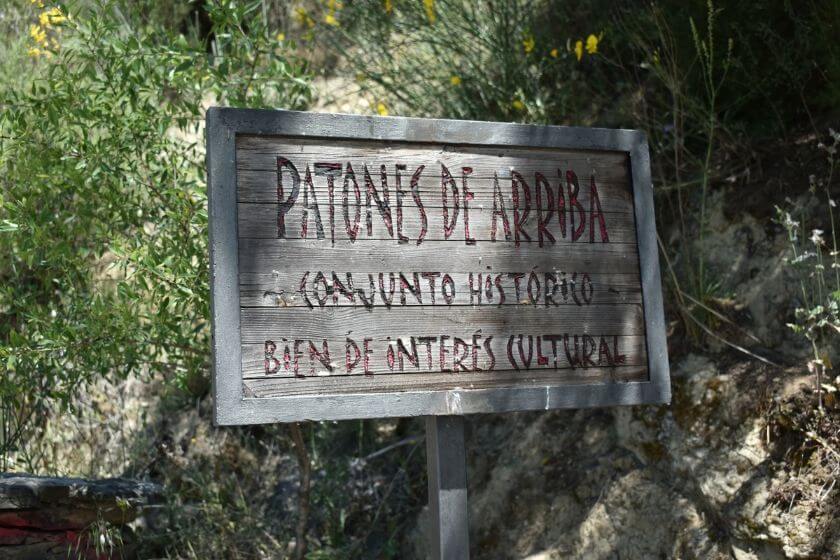 PATONES DE ARRIBA
~ CONJUNTO HISTÓRICO ~
BIEN DE INTERÉS CULTURAL